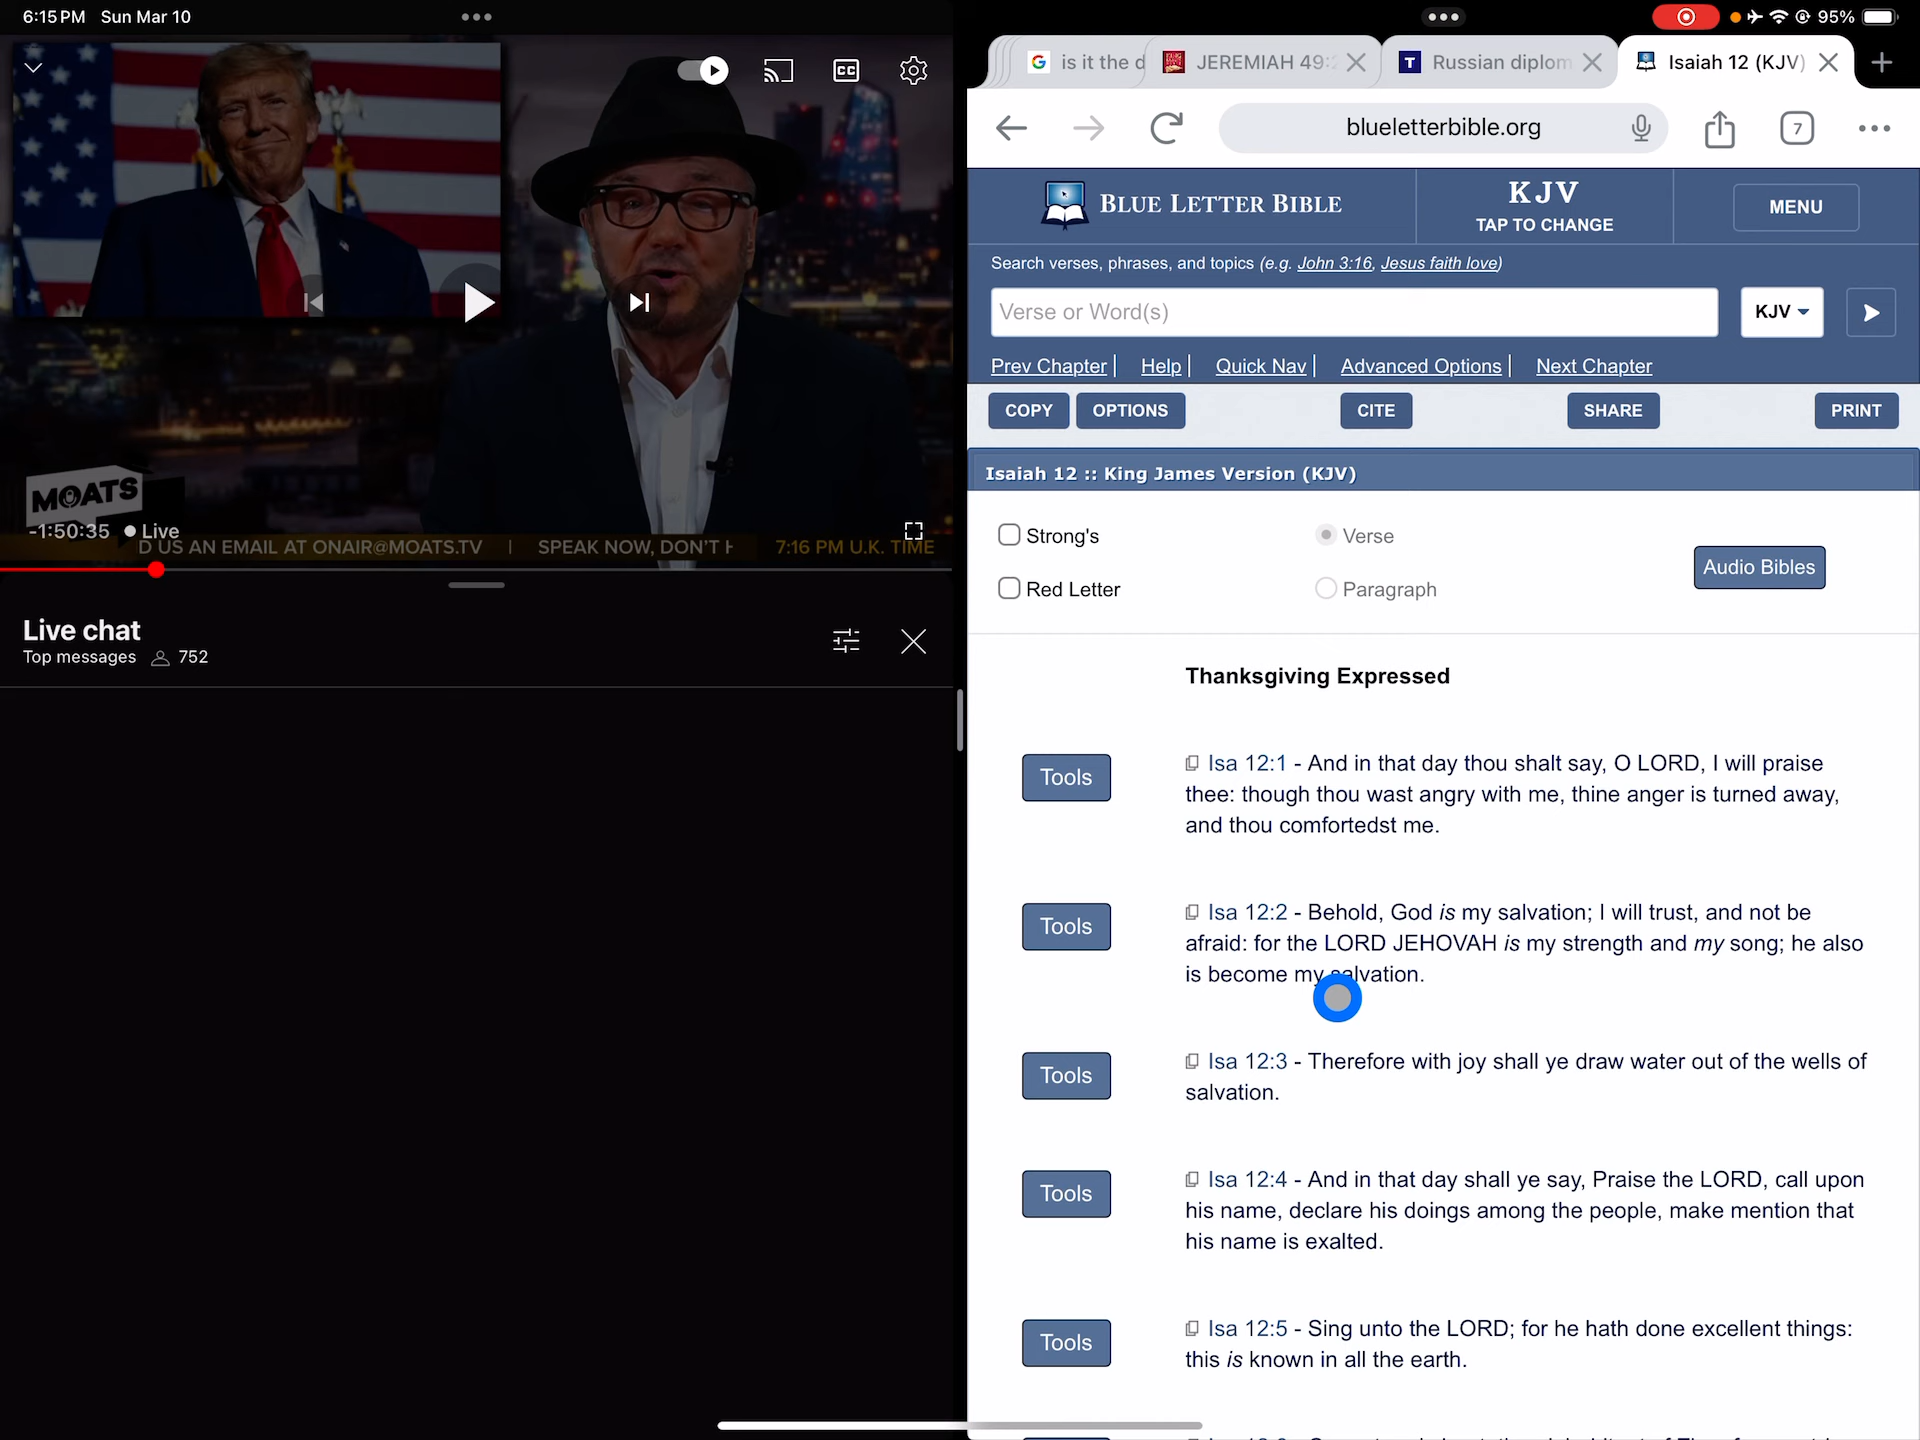 6:15 PM Sun Mar 10
95%
CC
MOATS
-1:50:35 Live
D US AN EMAIL AT ONAIR@MOATS.TV | SPEAK NOW, DON'T H 7:16 PM U.K. TIME
Live chat
Top messages 752
is it the d
JEREMIAH 49:
Russian diplom
Isaiah 12 (KJV)
blueletterbible.org
7
BLUE LETTER BIBLE
KJV
TAP TO CHANGE
MENU
Search verses, phrases, and topics (e.g. John 3:16, Jesus faith love)
Verse or Word(s)
KJV
Prev Chapter | Help | Quick Nav | Advanced Options | Next Chapter
COPY OPTIONS CITE SHARE PRINT
Isaiah 12 :: King James Version (KJV)
Strong's Verse
Audio Bibles
Red Letter Paragraph
Thanksgiving Expressed
Tools
Isa 12:1 - And in that day thou shalt say, O LORD, I will praise
thee: though thou wast angry with me, thine anger is turned away,
and thou comfortedst me.
Tools
Isa 12:2 - Behold, God is my salvation; I will trust, and not be
afraid: for the LORD JEHOVAH is my strength and my song; he also
is become my salvation.
Tools
Isa 12:3 - Therefore with joy shall ye draw water out of the wells of
salvation.
Tools
Isa 12:4 - And in that day shall ye say, Praise the LORD, call upon
his name, declare his doings among the people, make mention that
his name is exalted.
Tools
Isa 12:5 - Sing unto the LORD; for he hath done excellent things:
this is known in all the earth.